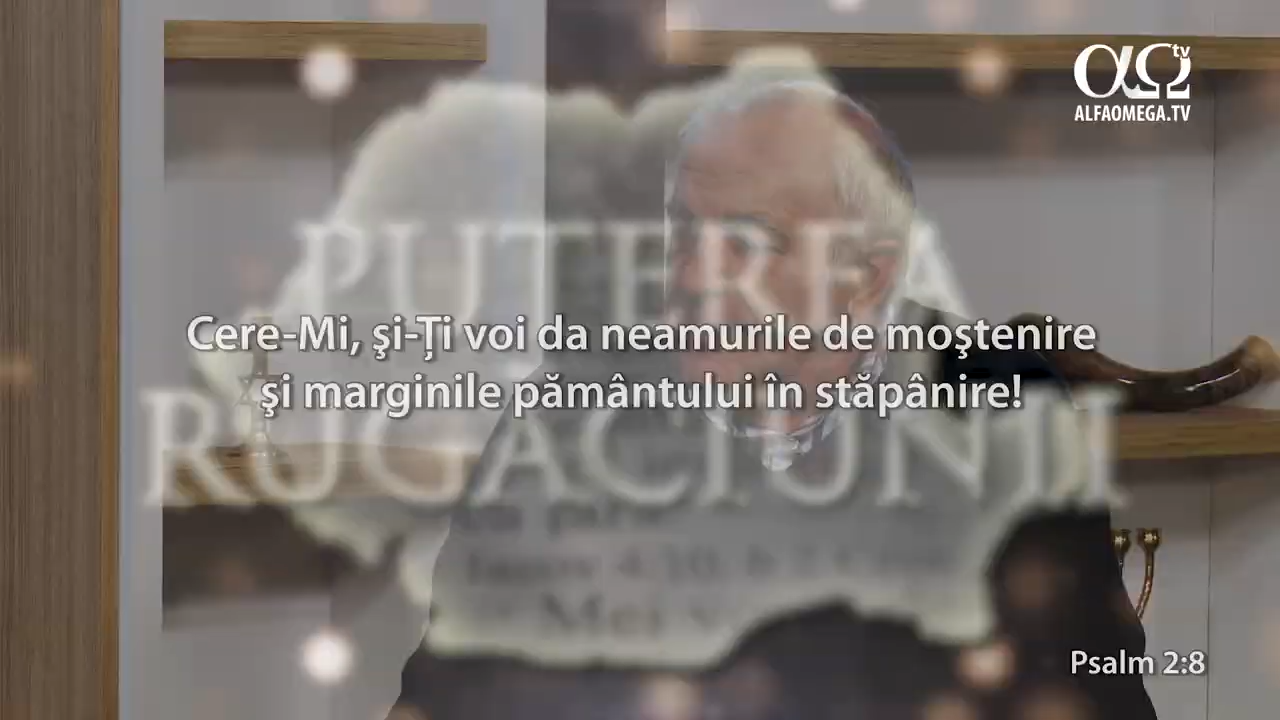 αΩ tv
ALFAOMEGA.TV
PUTEREA
Cere-Mi, şi-Ţi voi da neamurile de moştenire
şi marginile pământului în stăpânire!
RUGĂCIUNII
Psalm 2:8